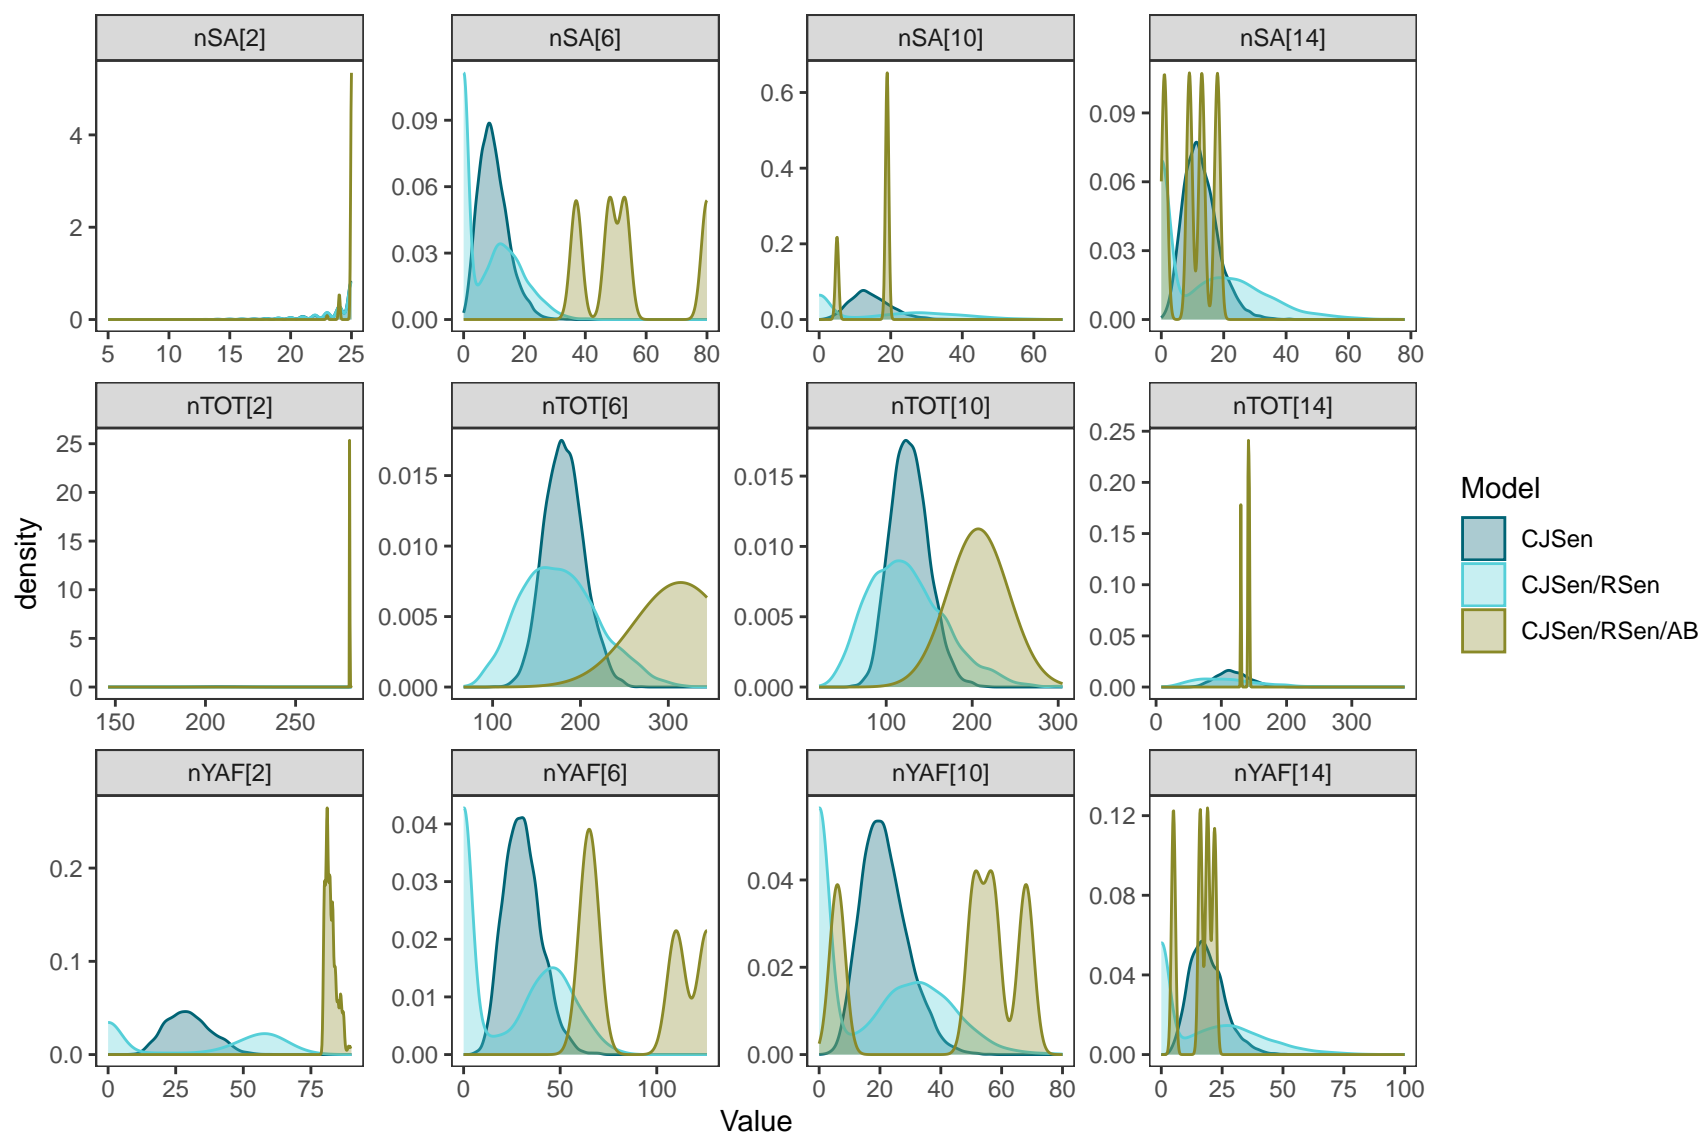 nSA[2] nSA[6] nSA[10] nSA[14]
4
2
0
5 10 15 20 25
0.09
0.06
0.03
0.00
0 20 40 60 80
0.6
0.4
0.2
0.0
0 20 40 60
0.09
0.06
0.03
0.00
0 20 40 60 80
nTOT[2] nTOT[6] nTOT[10] nTOT[14]
25
20
15
10
5
0
150 200 250
0.015
0.010
0.005
0.000
100 200 300
0.015
0.010
0.005
0.000
100 200 300
0.25
0.20
0.15
0.10
0.05
0.00
0 100 200 300
nYAF[2] nYAF[6] nYAF[10] nYAF[14]
0.2
0.1
0.0
0 25 50 75
0.04
0.03
0.02
0.01
0.00
0 50 100
0.04
0.02
0.00
0 20 40 60 80
0.12
0.08
0.04
0.00
0 25 50 75 100
density
Value
Model
CJSen
CJSen/RSen
CJSen/RSen/AB